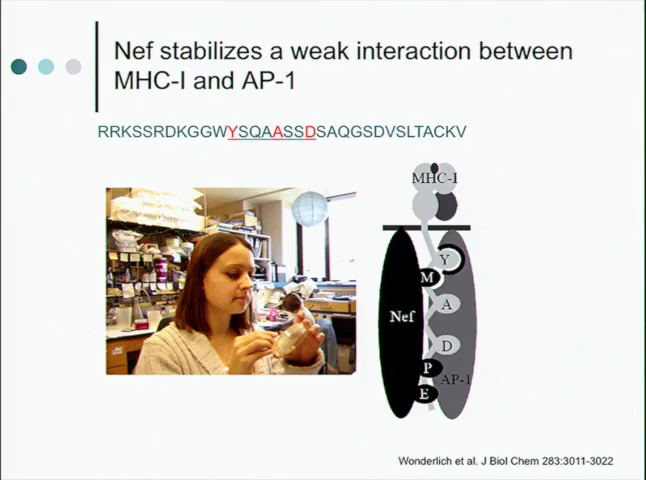 Nef stabilizes a weak interaction between
MHC-I and AP-1
RRKSSRDKGGWYSQAASSDSAQGSDVSLTACKV
MHC-I
Y
M
A
Nef
D
P
AP-1
E
Wonderlich et al. J Biol Chem 283:3011-3022